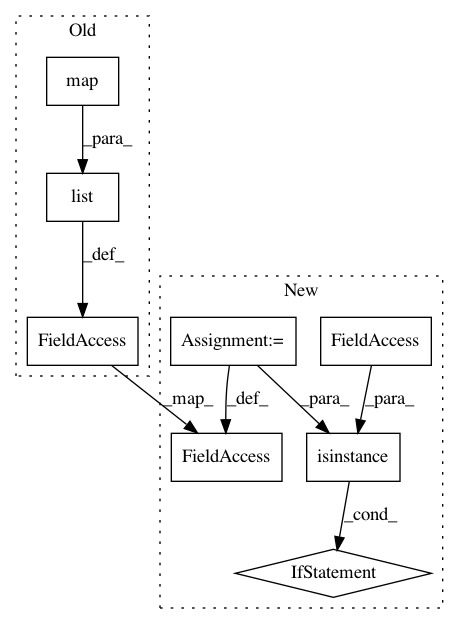 Old
map
_para_
list
_def_
New
FieldAccess
Assignment:=
FieldAccess
_map_
_def_
_para_
_para_
FieldAccess
isinstance
_cond_
IfStatement